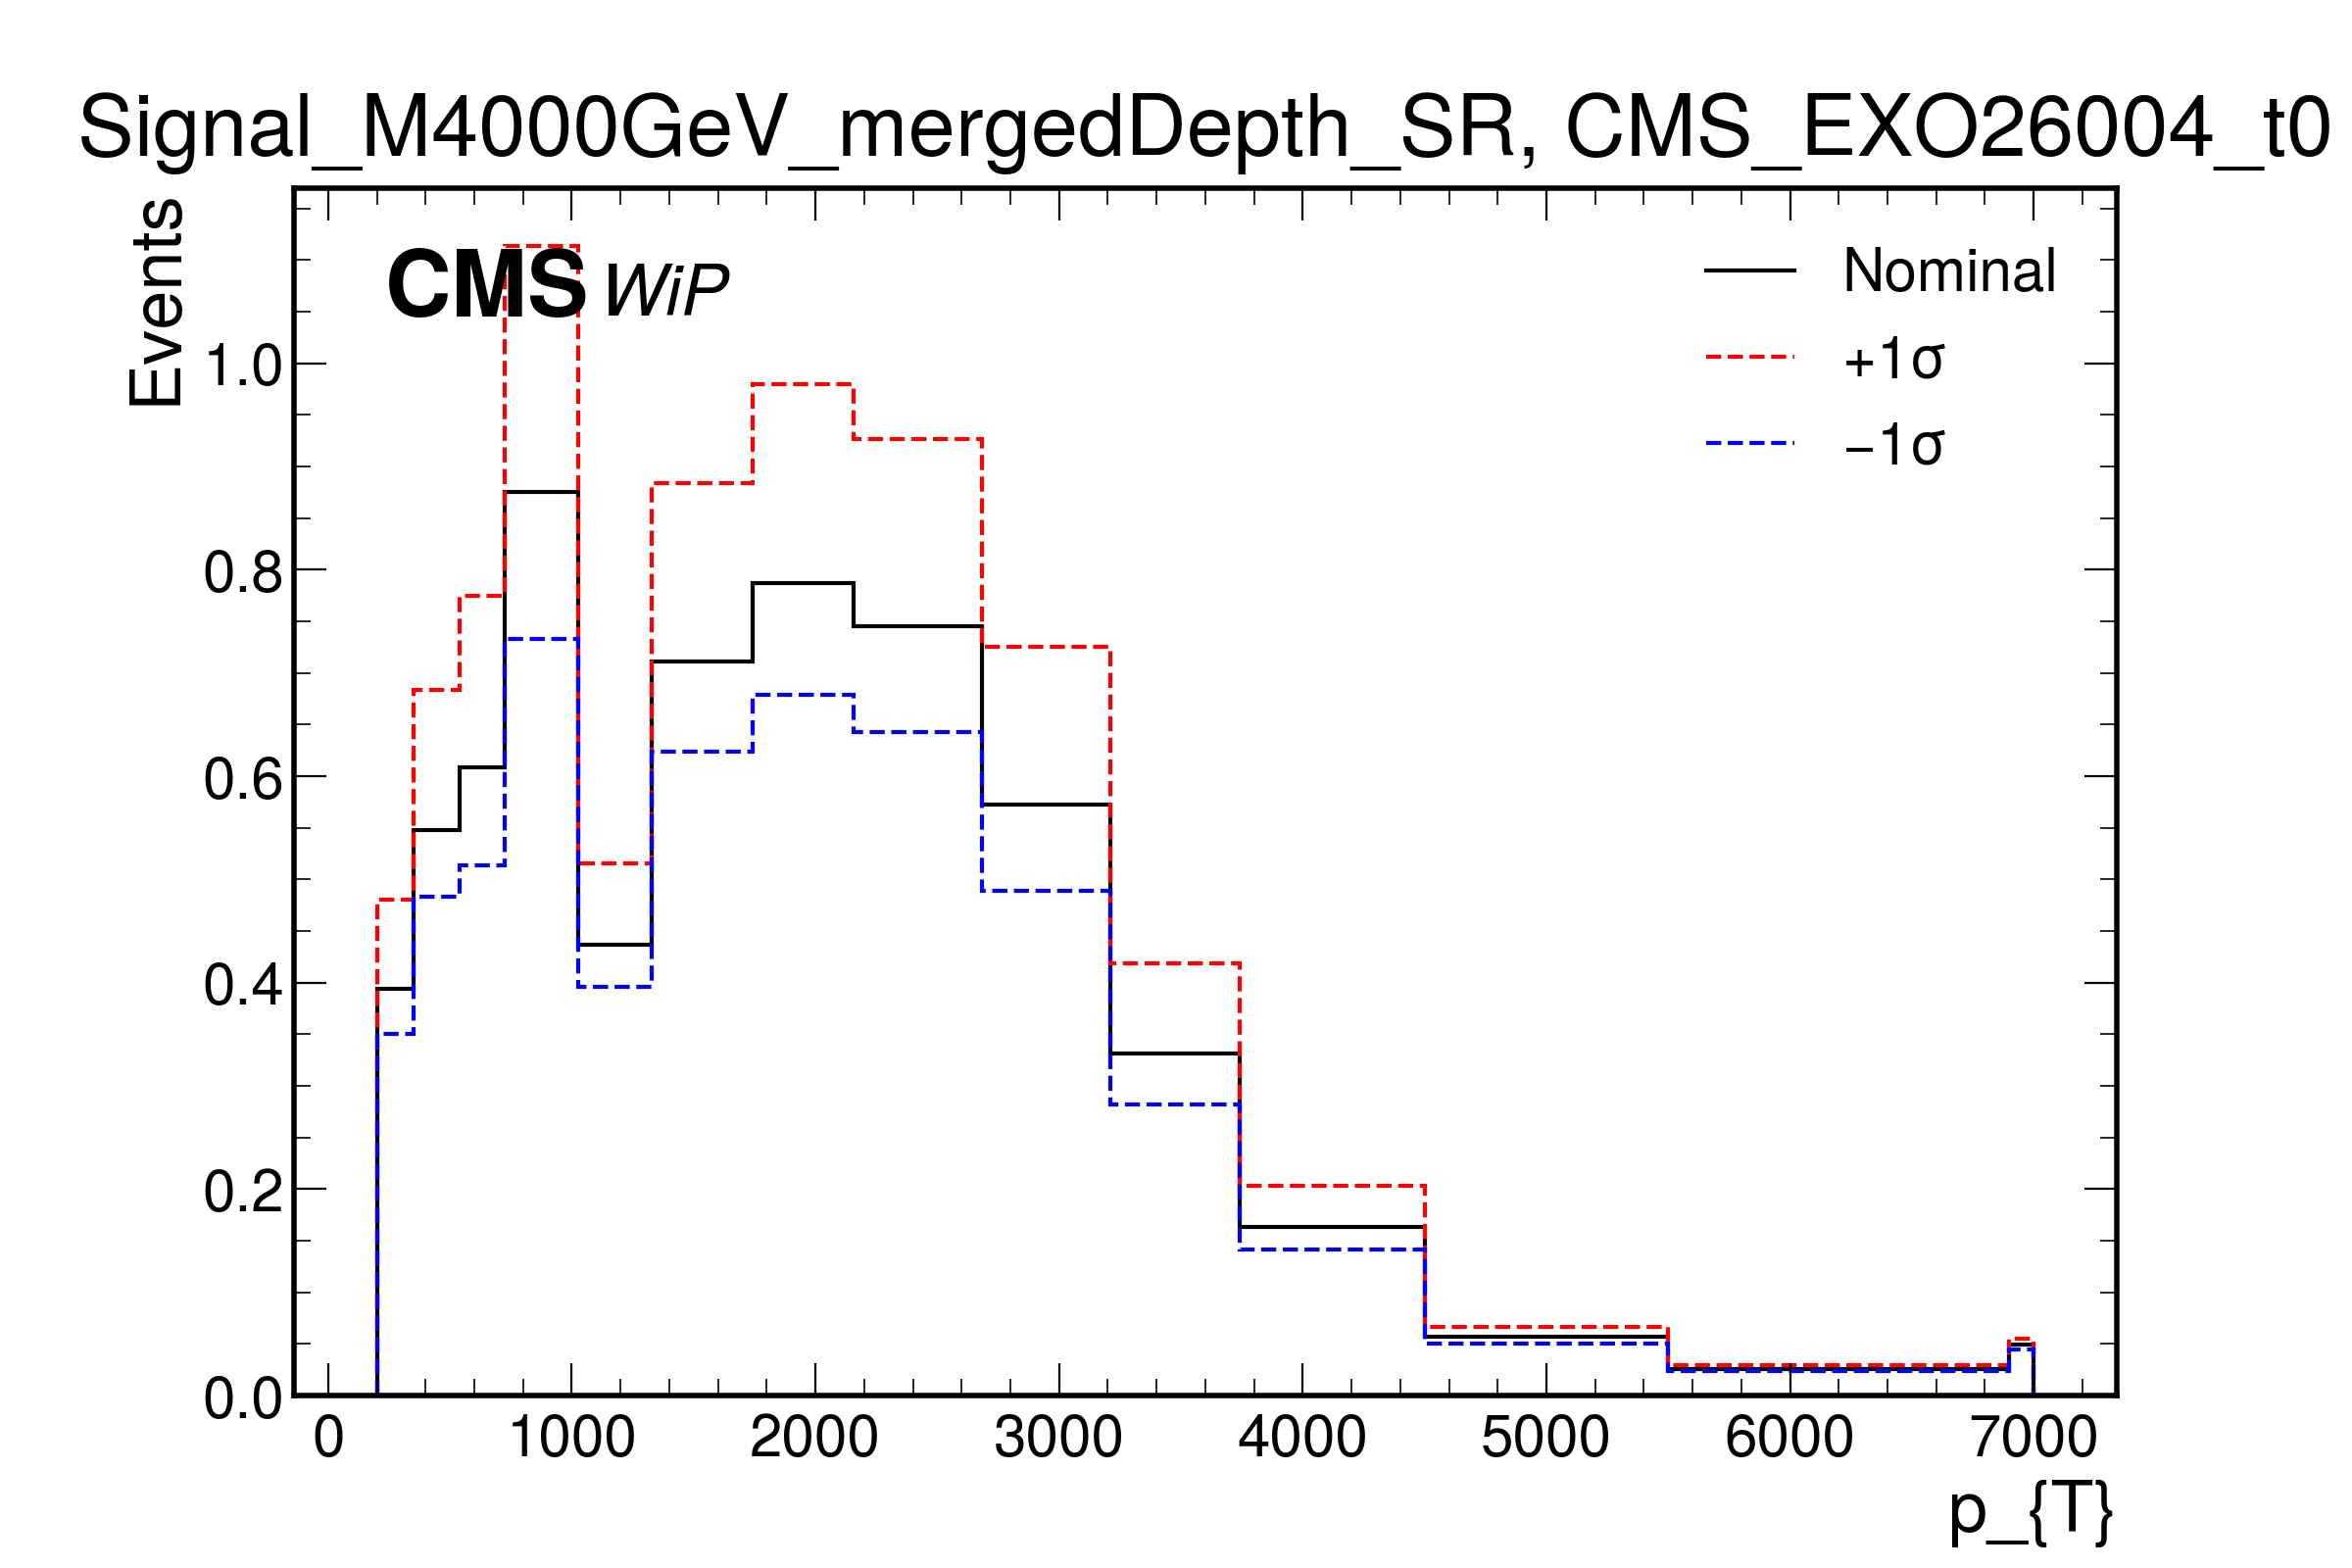 Signal_M4000GeV_mergedDepth_SR, CMS_EXO26004_t0
Events
CMS WiP
Nominal
+1σ
−1σ
1.0
0.8
0.6
0.4
0.2
0.0
0 1000 2000 3000 4000 5000 6000 7000
p_{T}